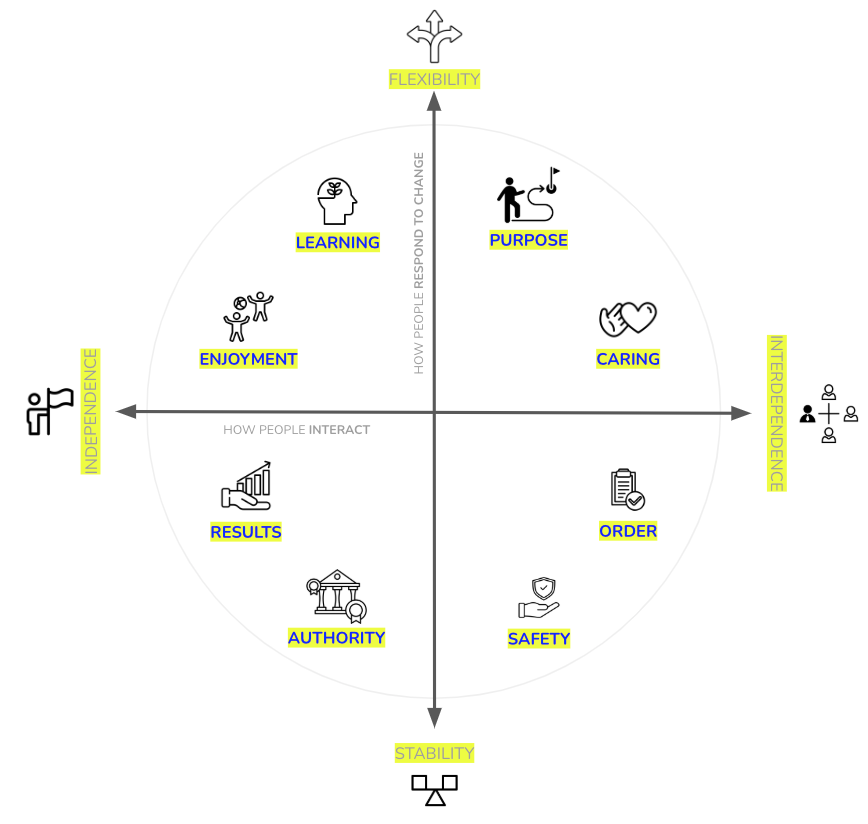 FLEXIBILITY
HOW PEOPLE RESPOND TO CHANGE
LEARNING
PURPOSE
ENJOYMENT
CARING
INDEPENDENCE
INTERDEPENDENCE
HOW PEOPLE INTERACT
RESULTS
ORDER
AUTHORITY
SAFETY
STABILITY